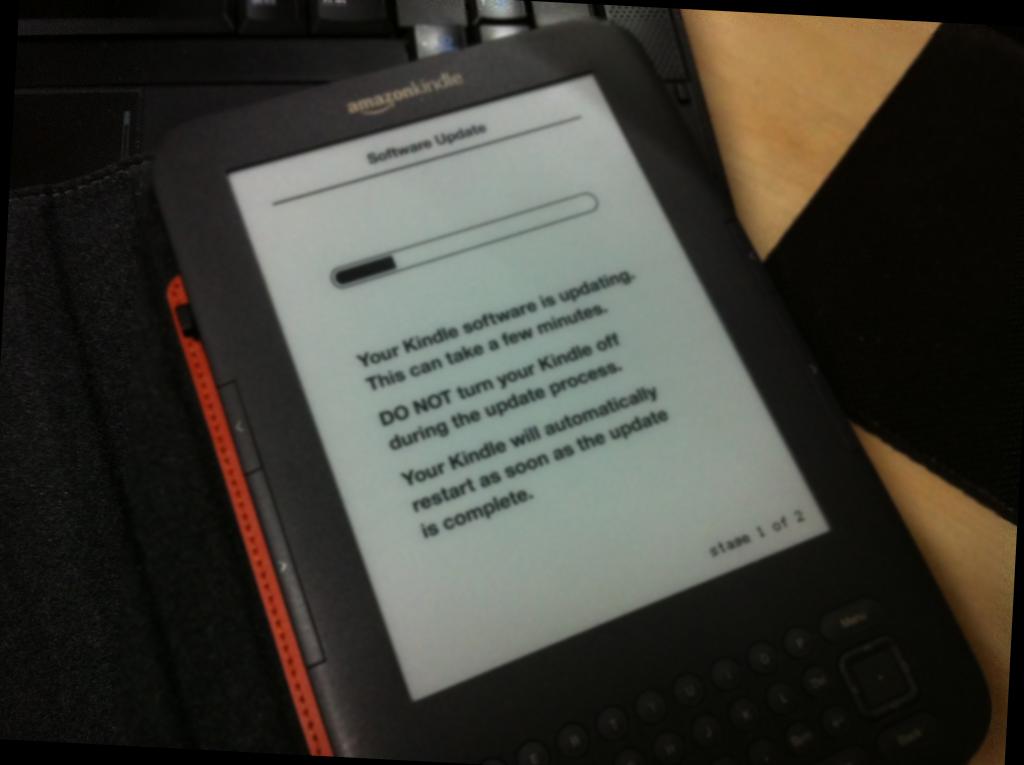 amazonkindle
Software Update
Your Kindle software is updating.
This can take a few minutes.
DO NOT turn your Kindle off
during the update process.
Your Kindle will automatically
restart as soon as the update
is complete.
stage 1 of 2
Menu
Back